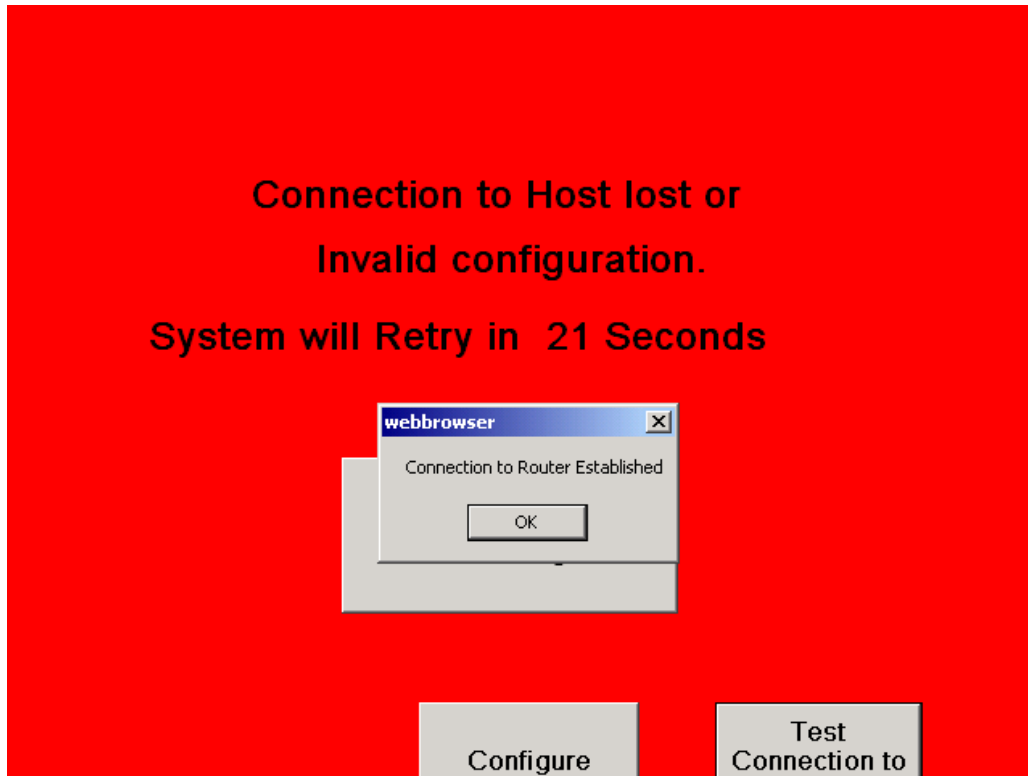 Connection to Host lost or
Invalid configuration.
System will Retry in 21 Seconds
webbrowser
Connection to Router Established
OK
Configure
Test
Connection to